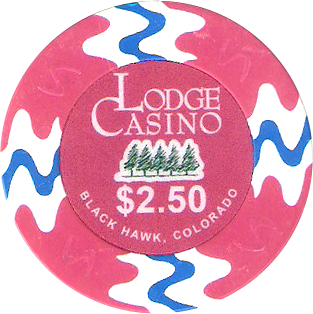 LODGE
CASINO
$2.50
BLACK HAWK, COLORADO